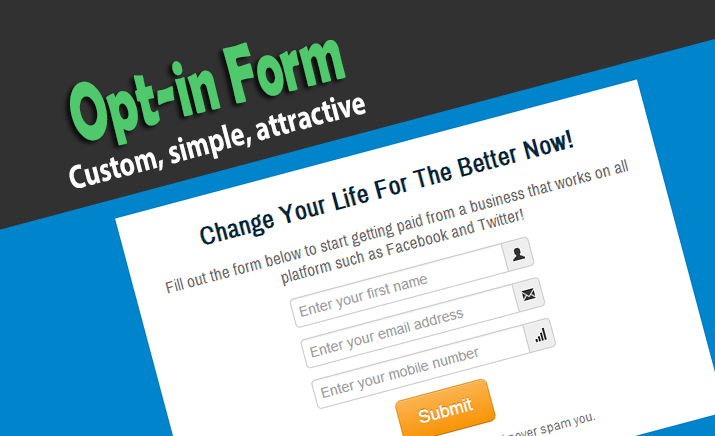 Opt-in Form
Custom, simple, attractive
Change Your Life For The Better Now!
Fill out the form below to start getting paid from a business that works on all
platform such as Facebook and Twitter!
Enter your first name
Enter your email address
Enter your mobile number
Submit
never spam you.